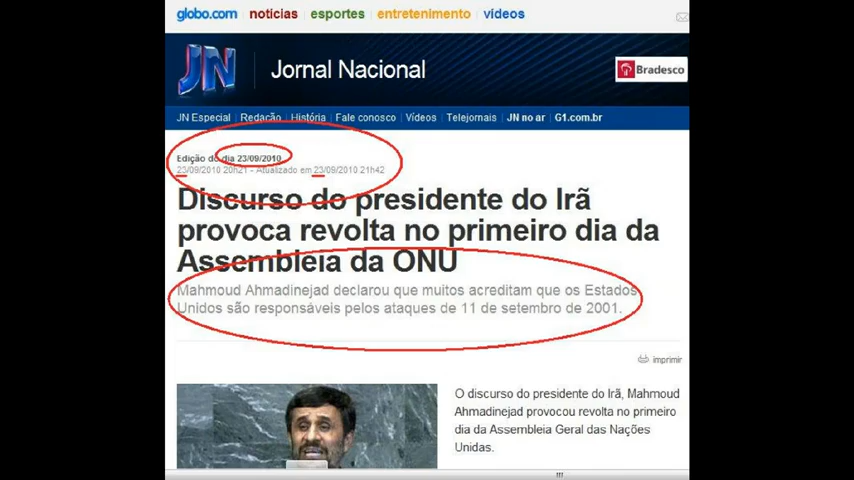 globo.com notícias esportes entretenimento vídeos
JN Jornal Nacional Bradesco
JN Especial Redação História Fale conosco Vídeos Telejornais JN no ar G1.com.br
Edição do dia 23/09/2010
23/09/2010 20h21 - Atualizado em 23/09/2010 21h42
Discurso do presidente do Irã
provoca revolta no primeiro dia da
Assembleia da ONU
Mahmoud Ahmadinejad declarou que muitos acreditam que os Estados
Unidos são responsáveis pelos ataques de 11 de setembro de 2001.
imprimir
O discurso do presidente do Irã, Mahmoud
Ahmadinejad provocou revolta no primeiro
dia da Assembleia Geral das Nações
Unidas.